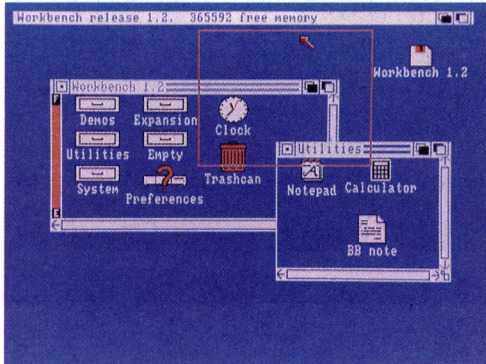 Workbench release 1.2.  365592 free memory
Workbench 1.2
Workbench 1.2
Demos
Expansion
Clock
Utilities
Empty
System
Preferences
Trashcan
Utilities
Notepad
Calculator
BB note
F
E